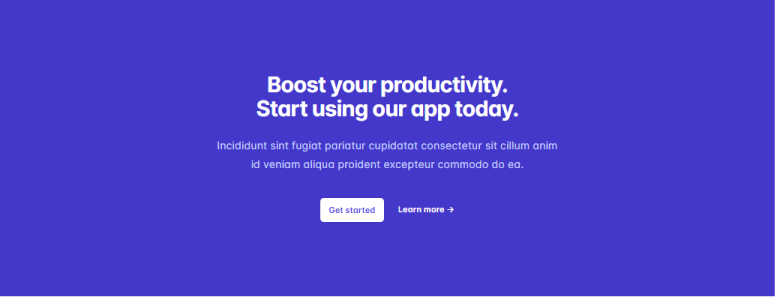 Boost your productivity.
Start using our app today.
Incididunt sint fugiat pariatur cupidatat consectetur sit cillum anim
id veniam aliqua proident excepteur commodo do ea.
Get started
Learn more →